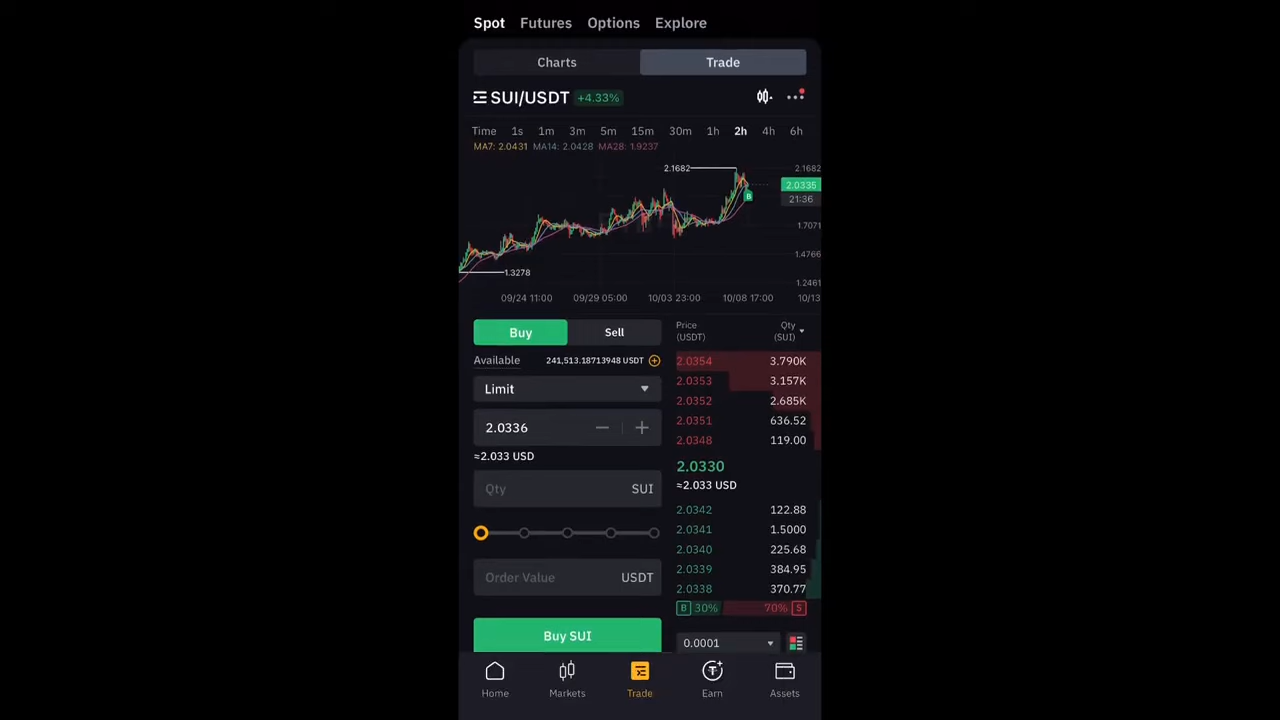 Spot Futures Options Explore
Charts Trade
SUI/USDT +4.33%
Time 1s 1m 3m 5m 15m 30m 1h 2h 4h 6h
MA7: 2.0431 MA14: 2.0428 MA28: 1.9237
2.1682 2.1682
2.0335
B
21:36
1.7071
1.4766
1.3278
1.2461
09/24 11:00 09/29 05:00 10/03 23:00 10/08 17:00 10/13
Buy Sell
Available 241,513.18713948 USDT
Limit
2.0336
≈2.033 USD
Qty SUI
Order Value USDT
Buy SUI
Price Qty
(USDT) (SUI)
2.0354 3.790K
2.0353 3.157K
2.0352 2.685K
2.0351 636.52
2.0348 119.00
2.0330
≈2.033 USD
2.0342 122.88
2.0341 1.5000
2.0340 225.68
2.0339 384.95
2.0338 370.77
B 30% 70% S
0.0001
Home Markets Trade Earn Assets